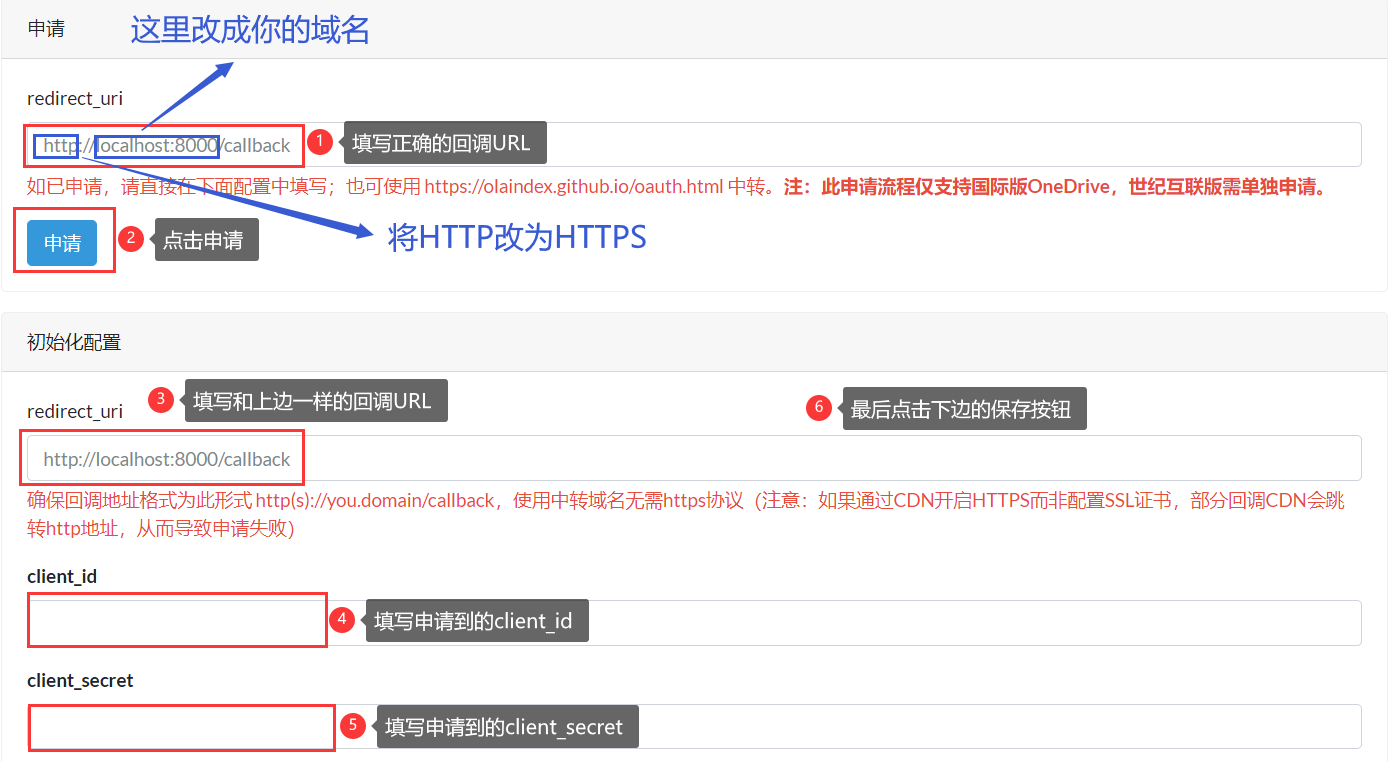 申请
这里改成你的域名
redirect_uri
http://localhost:8000/callback
1
填写正确的回调URL
如已申请，请直接在下面配置中填写；也可使用 https://olaindex.github.io/oauth.html 中转。注：此申请流程仅支持国际版OneDrive，世纪互联版需单独申请。
申请
2
点击申请
将HTTP改为HTTPS
初始化配置
redirect_uri
3
填写和上边一样的回调URL
6
最后点击下边的保存按钮
http://localhost:8000/callback
确保回调地址格式为此形式 http(s)://you.domain/callback，使用中转域名无需https协议（注意：如果通过CDN开启HTTPS而非配置SSL证书，部分回调CDN会跳
转http地址，从而导致申请失败）
client_id
4
填写申请到的client_id
client_secret
5
填写申请到的client_secret